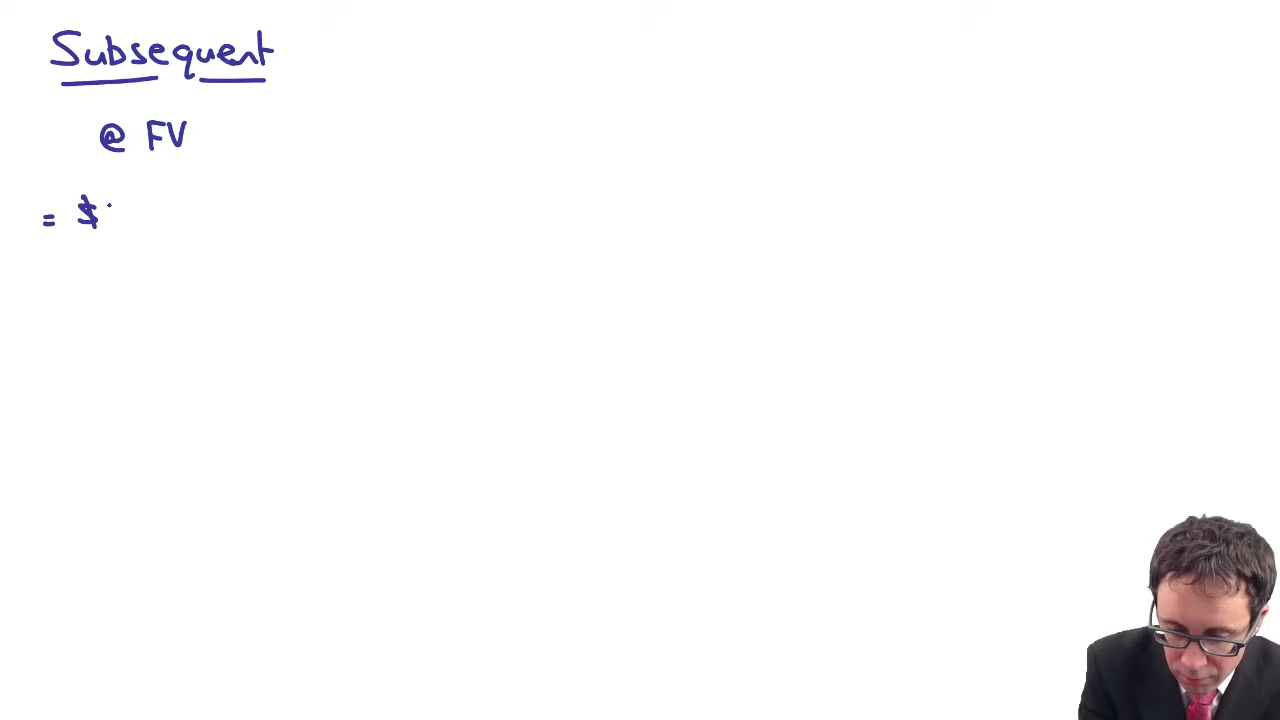 Subsequent
@ FV
= $